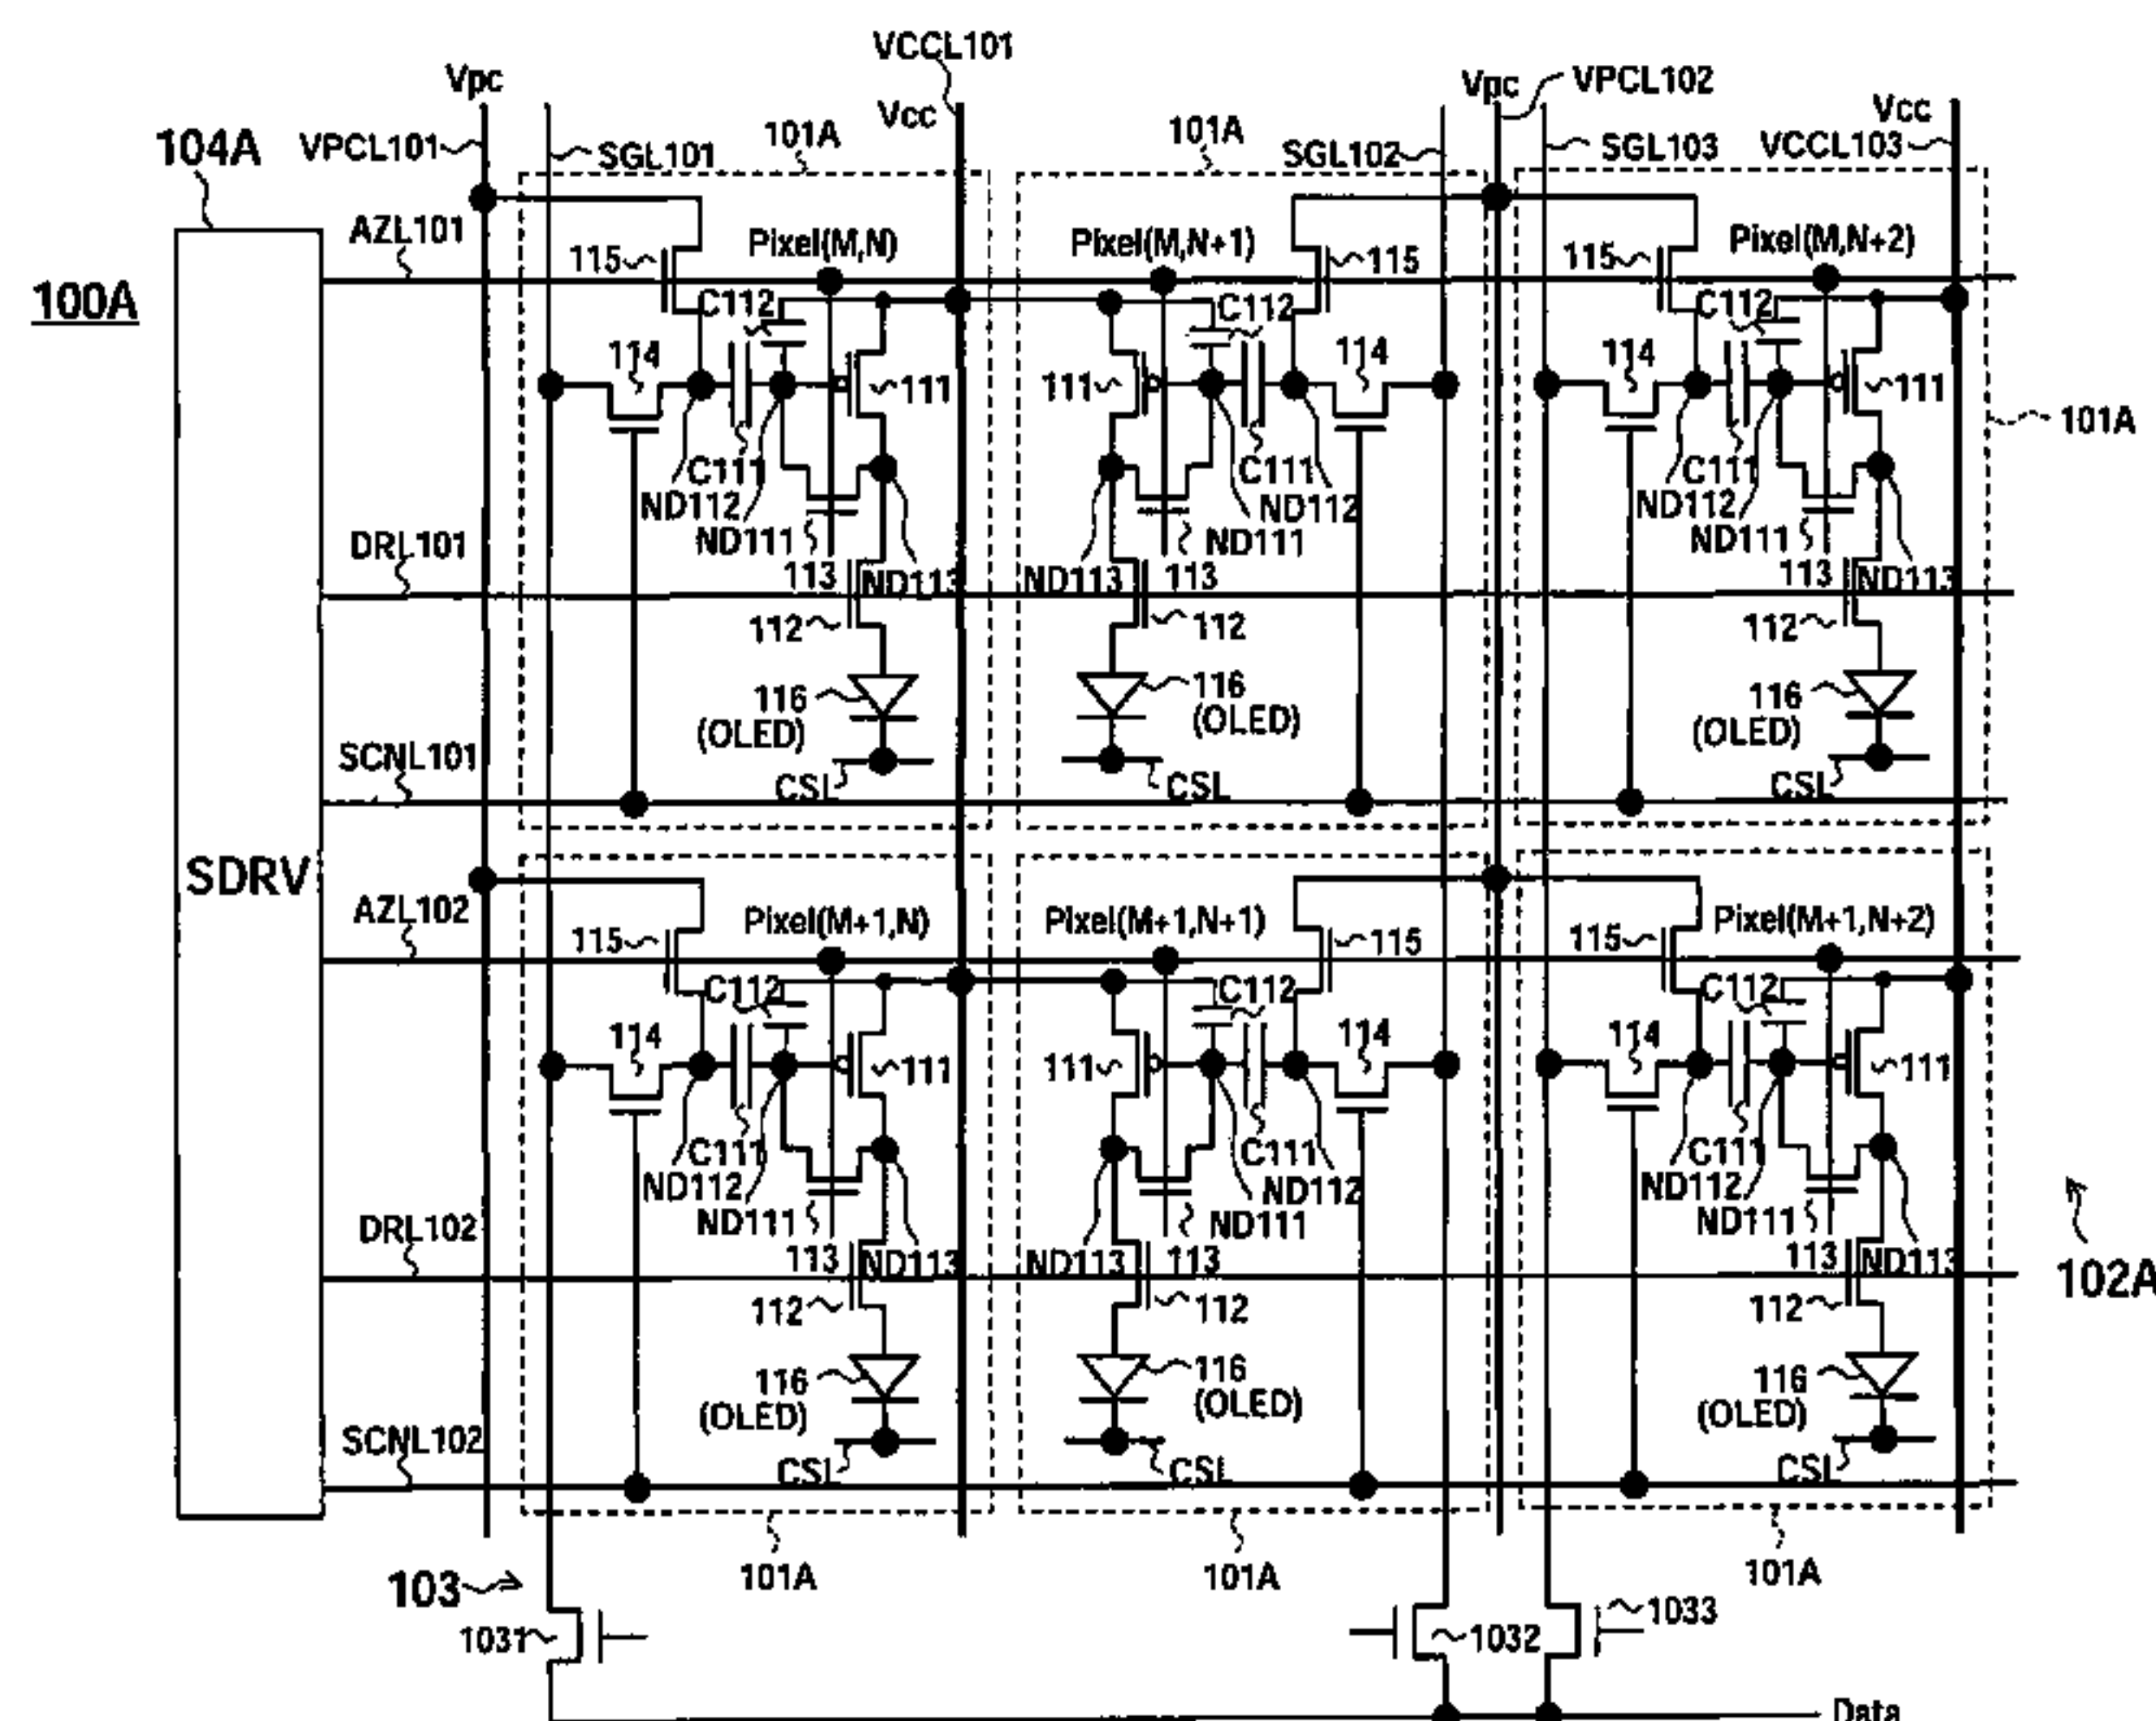 VCCL101
Vpc
Vcc
Vpc
VPCL102
Vcc
104A
VPCL101
SGL101
101A
101A
SGL102
SGL103
VCCL103
100A
AZL101
115
Pixel(M,N)
Pixel(M,N+1)
115
115
Pixel(M,N+2)
C112
C112
C112
114
111
111
114
114
111
101A
C111
C111
C111
ND112
ND112
ND112
ND111
ND111
ND111
DRL101
113
ND113
ND113
113
113
ND113
112
112
112
116
(OLED)
116
(OLED)
116
(OLED)
SCNL101
CSL
CSL
CSL
SDRV
AZL102
115
Pixel(M+1,N)
Pixel(M+1,N+1)
115
115
Pixel(M+1,N+2)
C112
C112
C112
114
111
111
114
114
111
C111
C111
C111
ND112
ND112
ND112
ND111
ND111
ND111
DRL102
113
ND113
ND113
113
113
ND113
102A
112
112
112
116
(OLED)
116
(OLED)
116
(OLED)
SCNL102
CSL
CSL
CSL
103
101A
101A
101A
1031
1032
1033
Data